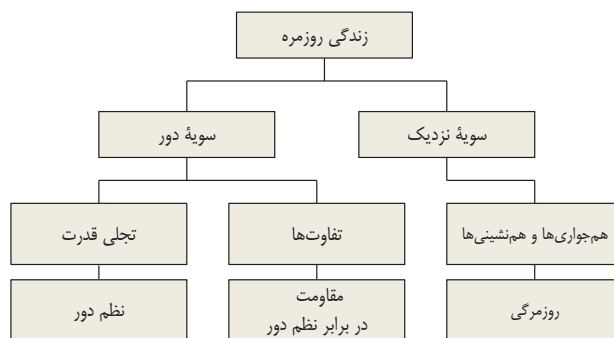 زندگی روزمره
سویهٔ نزدیک
سویهٔ دور
هم‌جواری‌ها و هم‌نشینی‌ها
تفاوت‌ها
تجلی قدرت
روزمرگی
مقاومت
در برابر نظم دور
نظم دور